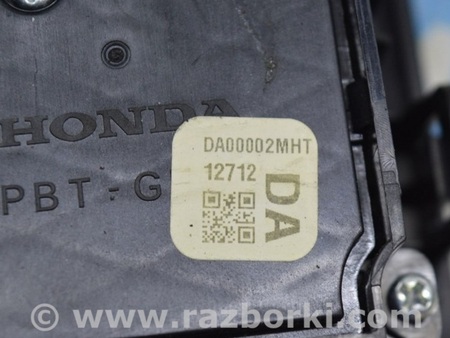 HONDA
DA00002MHT
12712
DA
PBT-G
© www.razborki.com